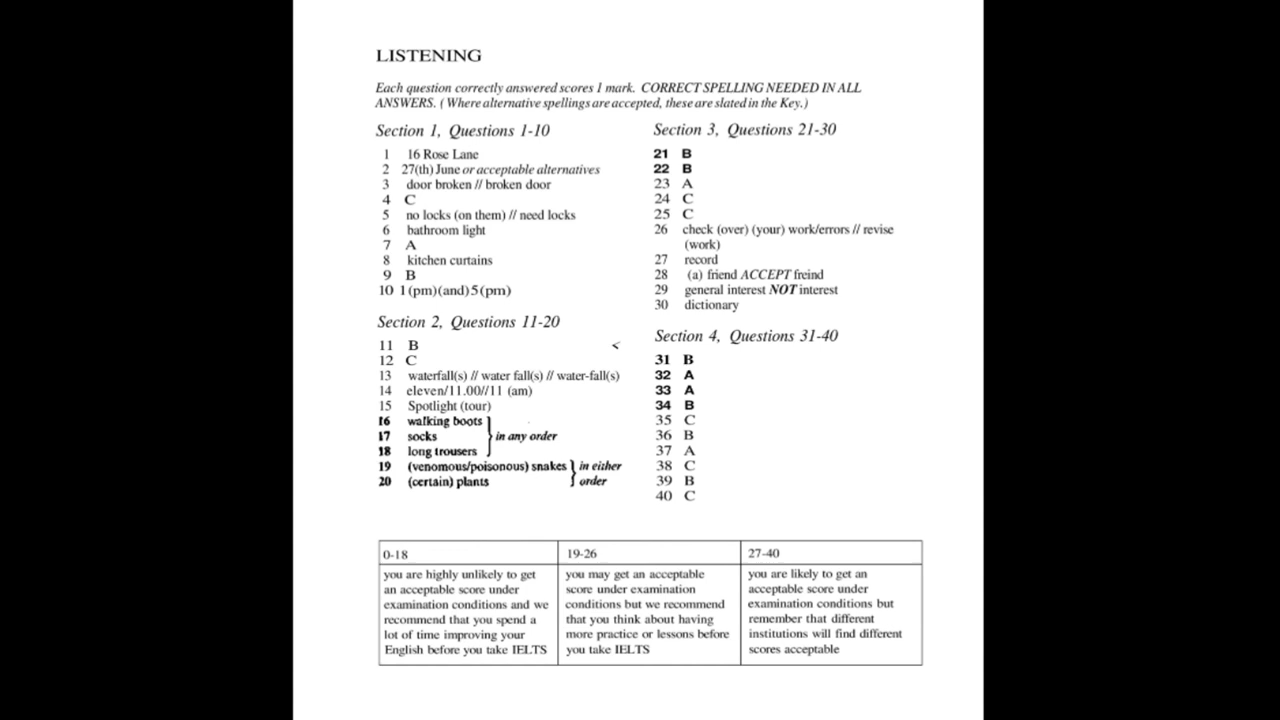 LISTENING
Each question correctly answered scores 1 mark. CORRECT SPELLING NEEDED IN ALL
ANSWERS. ( Where alternative spellings are accepted, these are slated in the Key.)
Section 1, Questions 1-10
1 16 Rose Lane
2 27(th) June or acceptable alternatives
3 door broken // broken door
4 C
5 no locks (on them) // need locks
6 bathroom light
7 A
8 kitchen curtains
9 B
10 1(pm)(and)5(pm)
Section 2, Questions 11-20
11 B <
12 C
13 waterfall(s) // water fall(s) // water-fall(s)
14 eleven/11.00//11 (am)
15 Spotlight (tour)
16 walking boots
17 socks in any order
18 long trousers
19 (venomous/poisonous) snakes in either
20 (certain) plants order
Section 3, Questions 21-30
21 B
22 B
23 A
24 C
25 C
26 check (over) (your) work/errors // revise
(work)
27 record
28 (a) friend ACCEPT freind
29 general interest NOT interest
30 dictionary
Section 4, Questions 31-40
31 B
32 A
33 A
34 B
35 C
36 B
37 A
38 C
39 B
40 C
0-18
you are highly unlikely to get
an acceptable score under
examination conditions and we
recommend that you spend a
lot of time improving your
English before you take IELTS
19-26
you may get an acceptable
score under examination
conditions but we recommend
that you think about having
more practice or lessons before
you take IELTS
27-40
you are likely to get an
acceptable score under
examination conditions but
remember that different
institutions will find different
scores acceptable